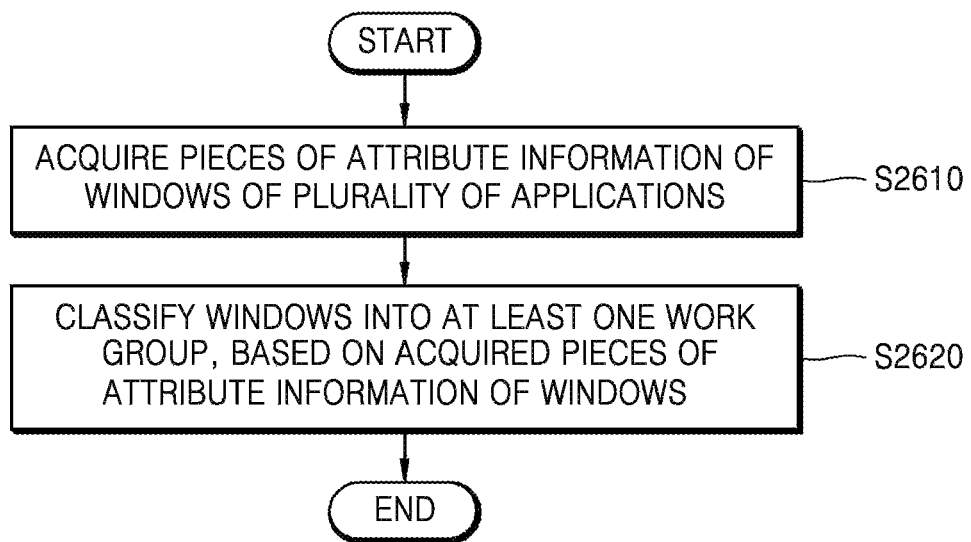 START
ACQUIRE PIECES OF ATTRIBUTE INFORMATION OF
WINDOWS OF PLURALITY OF APPLICATIONS
S2610
CLASSIFY WINDOWS INTO AT LEAST ONE WORK
GROUP, BASED ON ACQUIRED PIECES OF
ATTRIBUTE INFORMATION OF WINDOWS
S2620
END